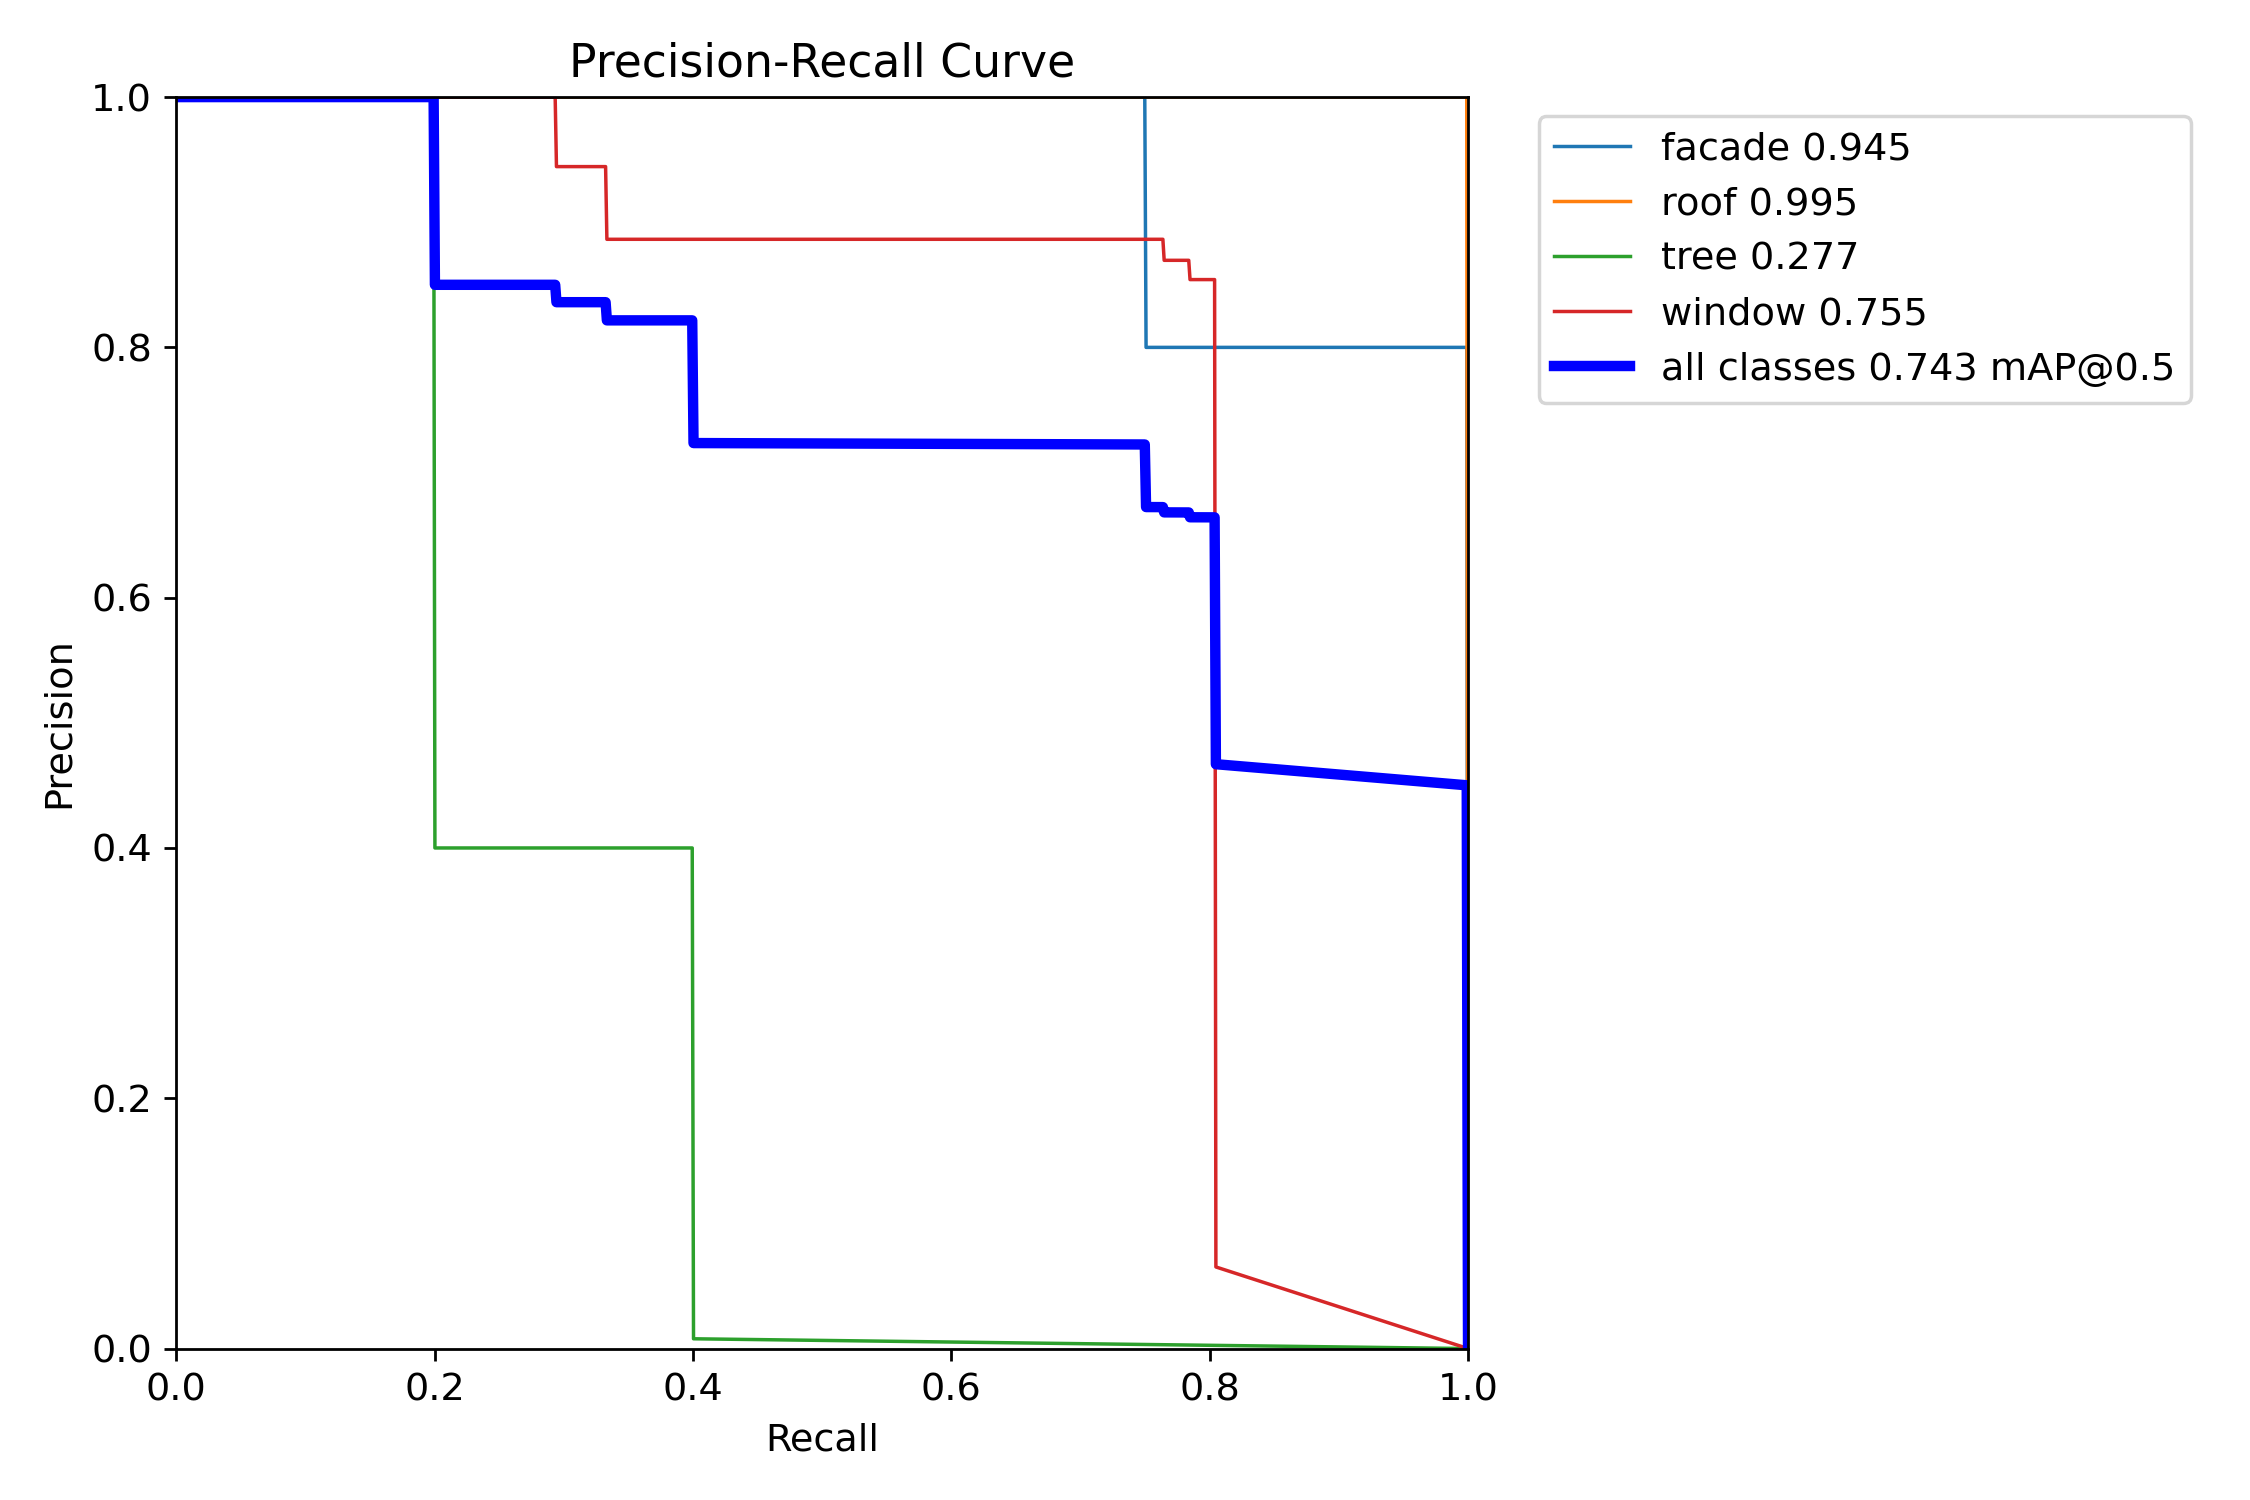 Precision-Recall Curve
1.0
0.8
0.6
0.4
0.2
0.0
Precision
0.0 0.2 0.4 0.6 0.8 1.0
Recall
facade 0.945
roof 0.995
tree 0.277
window 0.755
all classes 0.743 mAP@0.5